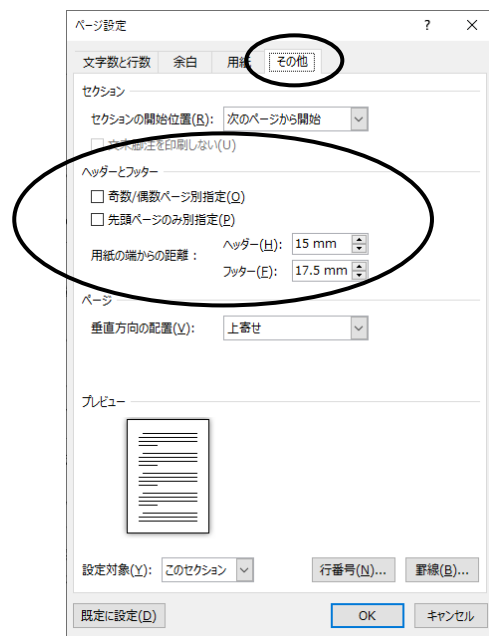 ページ設定 ? ×
文字数と行数 余白 用紙 その他
セクション
セクションの開始位置(R): 次のページから開始
文末脚注を印刷しない(U)
ヘッダーとフッター
奇数/偶数ページ別指定(O)
先頭ページのみ別指定(P)
用紙の端からの距離: ヘッダー(H): 15 mm
フッター(F): 17.5 mm
ページ
垂直方向の配置(V): 上寄せ
プレビュー
設定対象(Y): このセクション 行番号(N)... 罫線(B)...
既定に設定(D) OK キャンセル